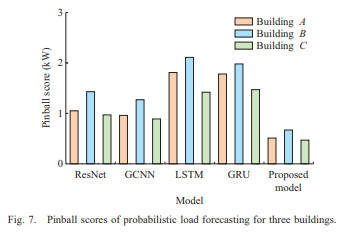 3
2
1
0
Pinball score (kW)
Building A
Building B
Building C
ResNet
GCNN
LSTM
GRU
Proposed
model
Model
Fig. 7. Pinball scores of probabilistic load forecasting for three buildings.